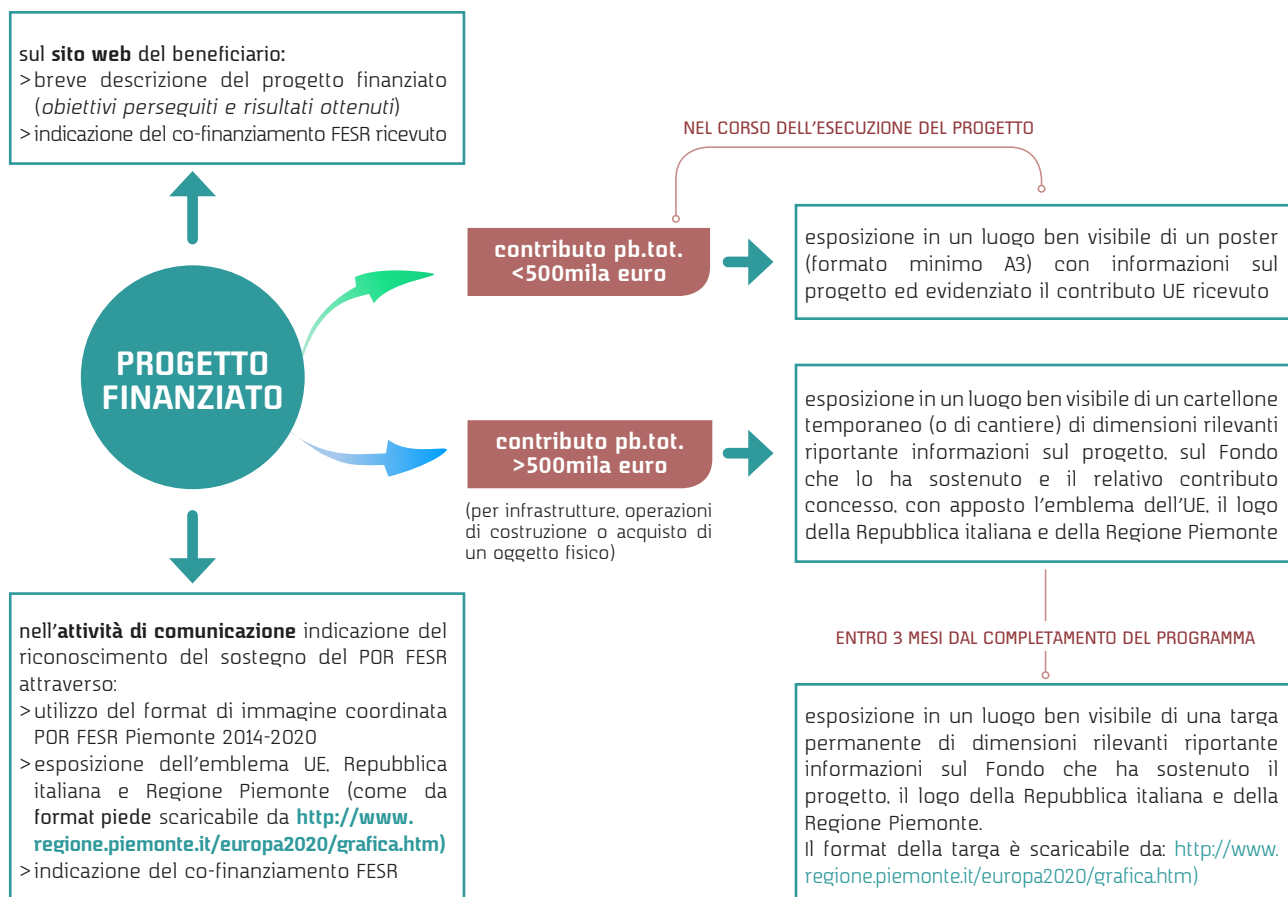 sul sito web del beneficiario:
>breve descrizione del progetto finanziato
(obiettivi perseguiti e risultati ottenuti)
>indicazione del co-finanziamento FESR ricevuto
NEL CORSO DELL'ESECUZIONE DEL PROGETTO
contributo pb.tot.
<500mila euro
esposizione in un luogo ben visibile di un poster
(formato minimo A3) con informazioni sul
progetto ed evidenziato il contributo UE ricevuto
PROGETTO
FINANZIATO
contributo pb.tot.
>500mila euro
(per infrastrutture, operazioni
di costruzione o acquisto di
un oggetto fisico)
esposizione in un luogo ben visibile di un cartellone
temporaneo (o di cantiere) di dimensioni rilevanti
riportante informazioni sul progetto, sul Fondo
che lo ha sostenuto e il relativo contributo
concesso, con apposto l'emblema dell'UE, il logo
della Repubblica italiana e della Regione Piemonte
nell'attività di comunicazione indicazione del
riconoscimento del sostegno del POR FESR
attraverso:
>utilizzo del format di immagine coordinata
POR FESR Piemonte 2014-2020
>esposizione dell'emblema UE, Repubblica
italiana e Regione Piemonte (come da
format piede scaricabile da http://www.
regione.piemonte.it/europa2020/grafica.htm)
>indicazione del co-finanziamento FESR
ENTRO 3 MESI DAL COMPLETAMENTO DEL PROGRAMMA
esposizione in un luogo ben visibile di una targa
permanente di dimensioni rilevanti riportante
informazioni sul Fondo che ha sostenuto il
progetto, il logo della Repubblica italiana e della
Regione Piemonte.
Il format della targa è scaricabile da: http://www.
regione.piemonte.it/europa2020/grafica.htm)